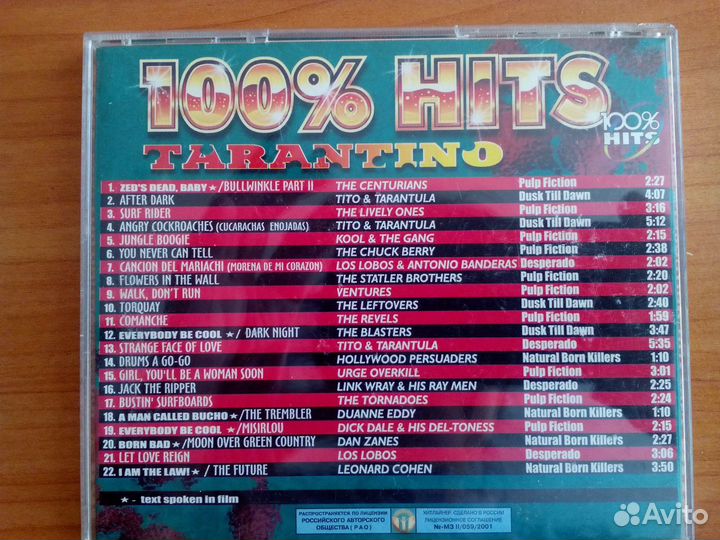 100% HITS
100%
HITS
TARANTINO
1. ZED'S DEAD, BABY ★/BULLWINKLE PART II THE CENTURIANS Pulp Fiction 2:27
2. AFTER DARK TITO & TARANTULA Dusk Till Dawn 4:07
3. SURF RIDER THE LIVELY ONES Pulp Fiction 3:16
4. ANGRY COCKROACHES (CUCARACHAS ENOJADAS) TITO & TARANTULA Dusk Till Dawn 5:12
5. JUNGLE BOOGIE KOOL & THE GANG Pulp Fiction 2:15
6. YOU NEVER CAN TELL THE CHUCK BERRY Pulp Fiction 2:38
7. CANCION DEL MARIACHI (MORENA DE MI CORAZON) LOS LOBOS & ANTONIO BANDERAS Desperado 2:02
8. FLOWERS IN THE WALL THE STATLER BROTHERS Pulp Fiction 2:20
9. WALK, DON'T RUN VENTURES Pulp Fiction 2:02
10. TORQUAY THE LEFTOVERS Dusk Till Dawn 2:40
11. COMANCHE THE REVELS Pulp Fiction 1:59
12. EVERYBODY BE COOL ★/ DARK NIGHT THE BLASTERS Dusk Till Dawn 3:47
13. STRANGE FACE OF LOVE TITO & TARANTULA Desperado 5:35
14. DRUMS A GO-GO HOLLYWOOD PERSUADERS Natural Born Killers 1:10
15. GIRL, YOU'LL BE A WOMAN SOON URGE OVERKILL Pulp Fiction 3:01
16. JACK THE RIPPER LINK WRAY & HIS RAY MEN Desperado 2:25
17. BUSTIN' SURFBOARDS THE TORNADOES Pulp Fiction 2:24
18. A MAN CALLED BUCHO ★/THE TREMBLER DUANNE EDDY Natural Born Killers 1:10
19. EVERYBODY BE COOL ★/MISIRLOU DICK DALE & HIS DEL-TONESS Pulp Fiction 2:15
20. BORN BAD ★/MOON OVER GREEN COUNTRY DAN ZANES Natural Born Killers 2:27
21. LET LOVE REIGN LOS LOBOS Desperado 3:06
22. I AM THE LAW! ★ / THE FUTURE LEONARD COHEN Natural Born Killers 3:50
★ - text spoken in film
РАСПРОСТРАНЯЕТСЯ ПО ЛИЦЕНЗИИ
РОССИЙСКОГО АВТОРСКОГО
ОБЩЕСТВА ( РАО )
ХИТЛАЙНЕР СДЕЛАНО В РОССИИ
ЛИЦЕНЗИОННОЕ СОГЛАШЕНИЕ
№-МЗ II/059/2001
Avito